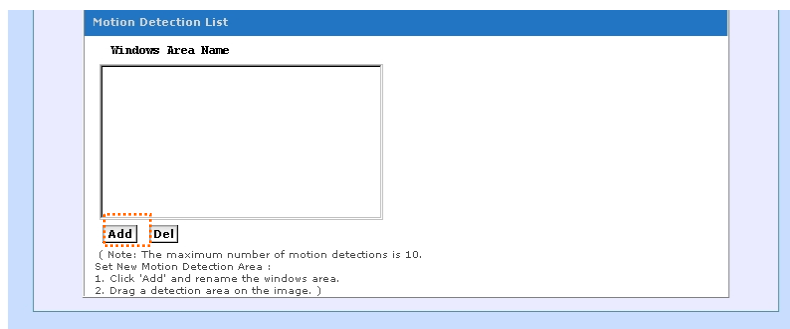 Motion Detection List
Windows Area Name
Add Del
( Note: The maximum number of motion detections is 10.
Set New Motion Detection Area :
1. Click 'Add' and rename the windows area.
2. Drag a detection area on the image. )